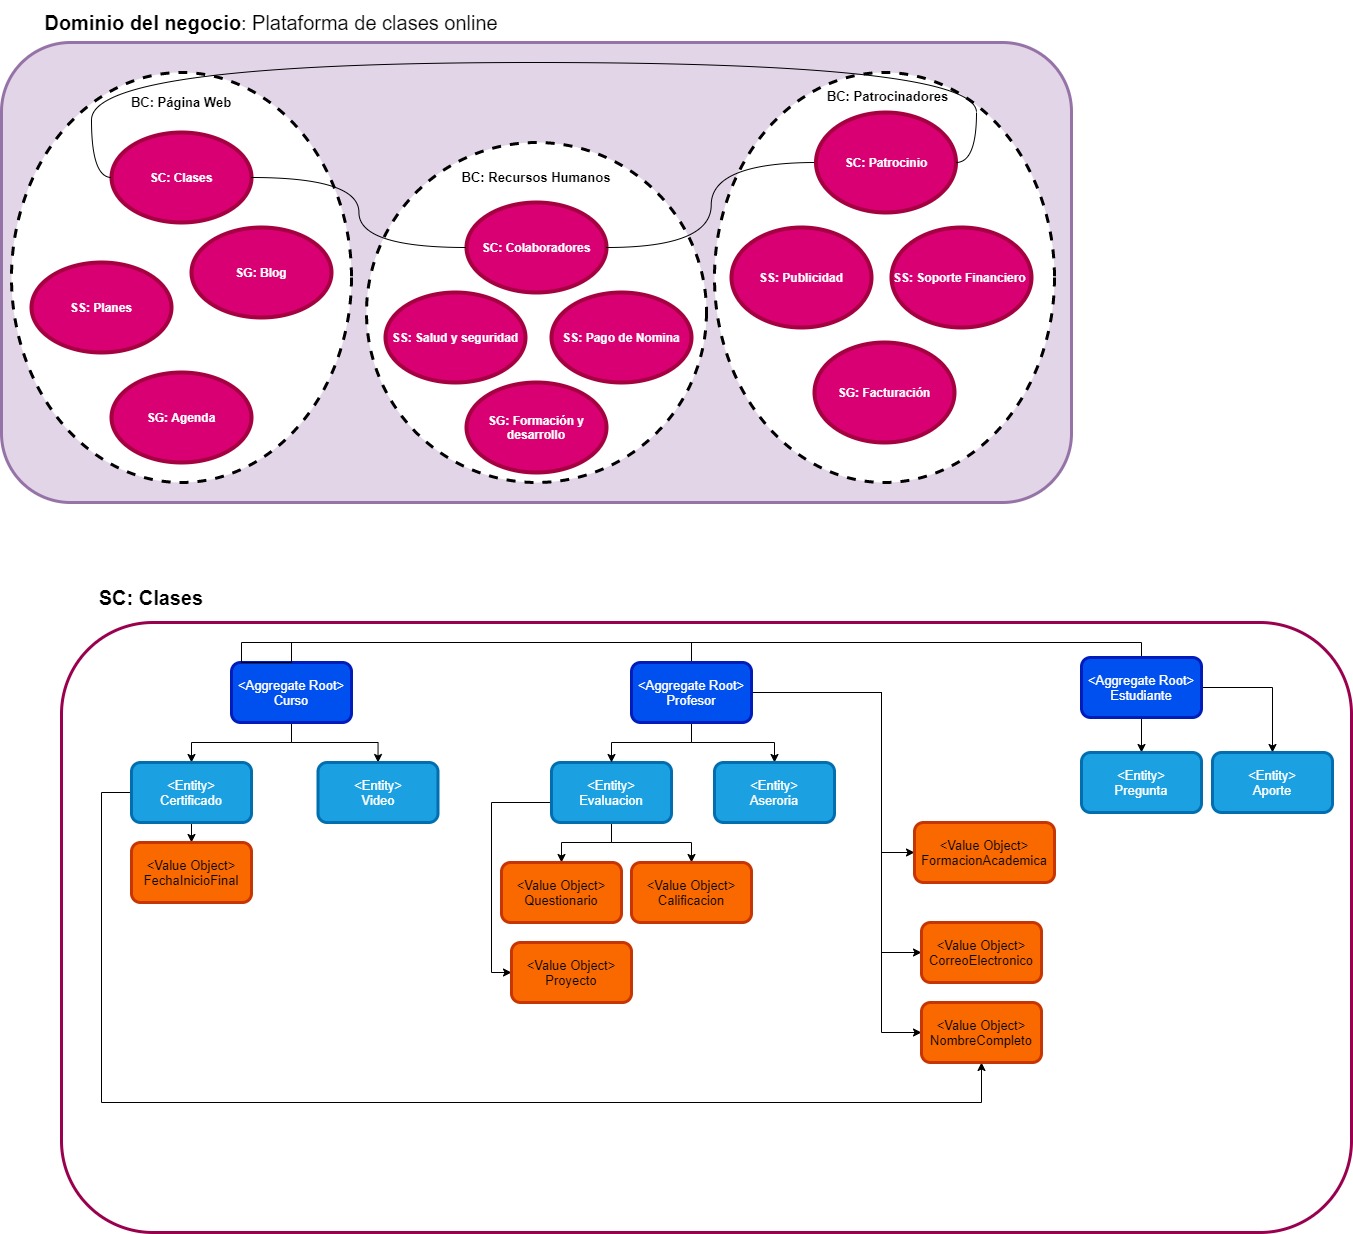 Dominio del negocio: Plataforma de clases online
BC: Página Web
SC: Clases
SG: Blog
SS: Planes
SG: Agenda
BC: Recursos Humanos
SC: Colaboradores
SS: Salud y seguridad
SS: Pago de Nomina
SG: Formación y
desarrollo
BC: Patrocinadores
SC: Patrocinio
SS: Publicidad
SS: Soporte Financiero
SG: Facturación
SC: Clases
<Aggregate Root>
Curso
<Aggregate Root>
Profesor
<Aggregate Root>
Estudiante
<Entity>
Certificado
<Entity>
Video
<Entity>
Evaluacion
<Entity>
Aseroria
<Entity>
Pregunta
<Entity>
Aporte
<Value Object>
FechaInicioFinal
<Value Object>
Questionario
<Value Object>
Calificacion
<Value Object>
Proyecto
<Value Object>
FormacionAcademica
<Value Object>
CorreoElectronico
<Value Object>
NombreCompleto